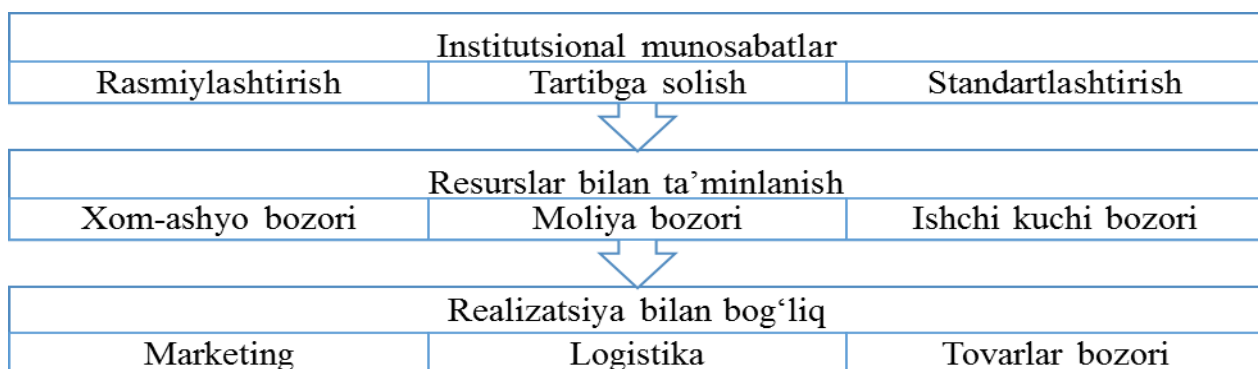 Institutsional munosabatlar
Rasmiylashtirish Tartibga solish Standartlashtirish
Resurslar bilan ta’minlanish
Xom-ashyo bozori Moliya bozori Ishchi kuchi bozori
Realizatsiya bilan bog‘liq
Marketing Logistika Tovarlar bozori